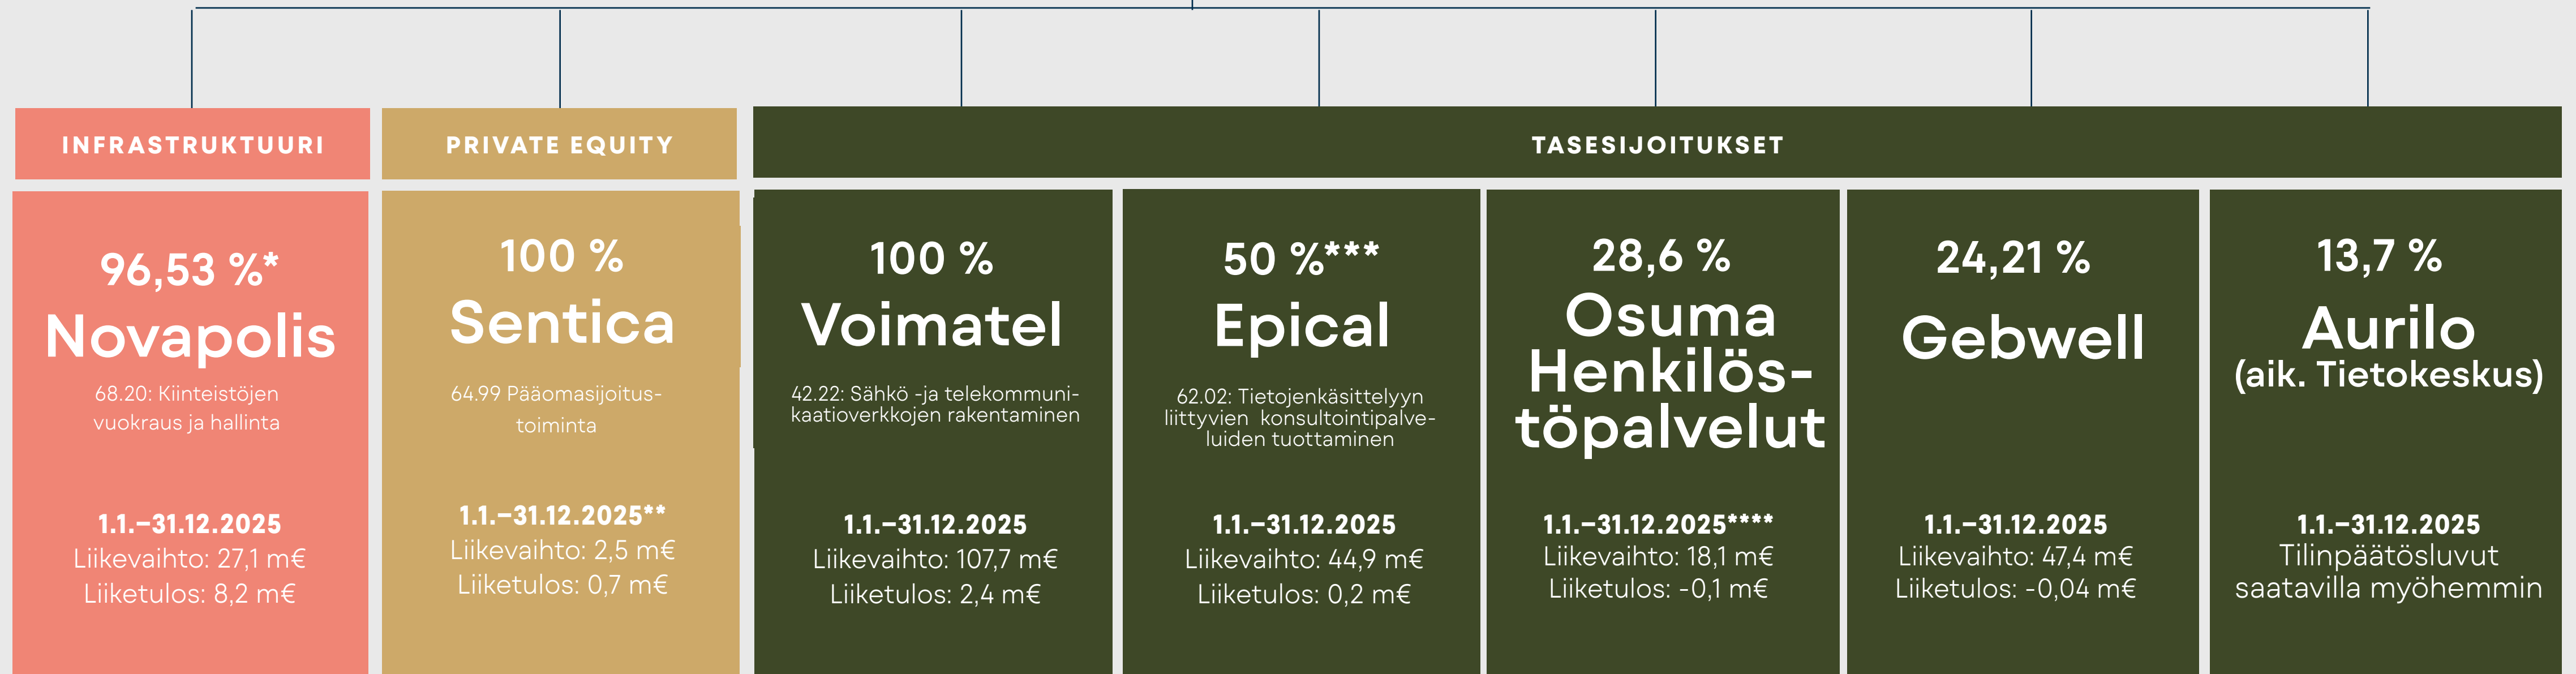 INFRASTRUKTUURI
PRIVATE EQUITY
TASESIJOITUKSET
96,53 %*
Novapolis
68.20: Kiinteistöjen
vuokraus ja hallinta
1.1.–31.12.2025
Liikevaihto: 27,1 m€
Liiketulos: 8,2 m€
100 %
Sentica
64.99 Pääomasijoitus-
toiminta
1.1.–31.12.2025**
Liikevaihto: 2,5 m€
Liiketulos: 0,7 m€
100 %
Voimatel
42.22: Sähkö -ja telekommuni-
kaatioverkkojen rakentaminen
1.1.–31.12.2025
Liikevaihto: 107,7 m€
Liiketulos: 2,4 m€
50 %***
Epical
62.02: Tietojenkäsittelyyn
liittyvien konsultointipalve-
luiden tuottaminen
1.1.–31.12.2025
Liikevaihto: 44,9 m€
Liiketulos: 0,2 m€
28,6 %
Osuma
Henkilös-
töpalvelut
1.1.–31.12.2025****
Liikevaihto: 18,1 m€
Liiketulos: -0,1 m€
24,21 %
Gebwell
1.1.–31.12.2025
Liikevaihto: 47,4 m€
Liiketulos: -0,04 m€
13,7 %
Aurilo
(aik. Tietokeskus)
1.1.–31.12.2025
Tilinpäätösluvut
saatavilla myöhemmin